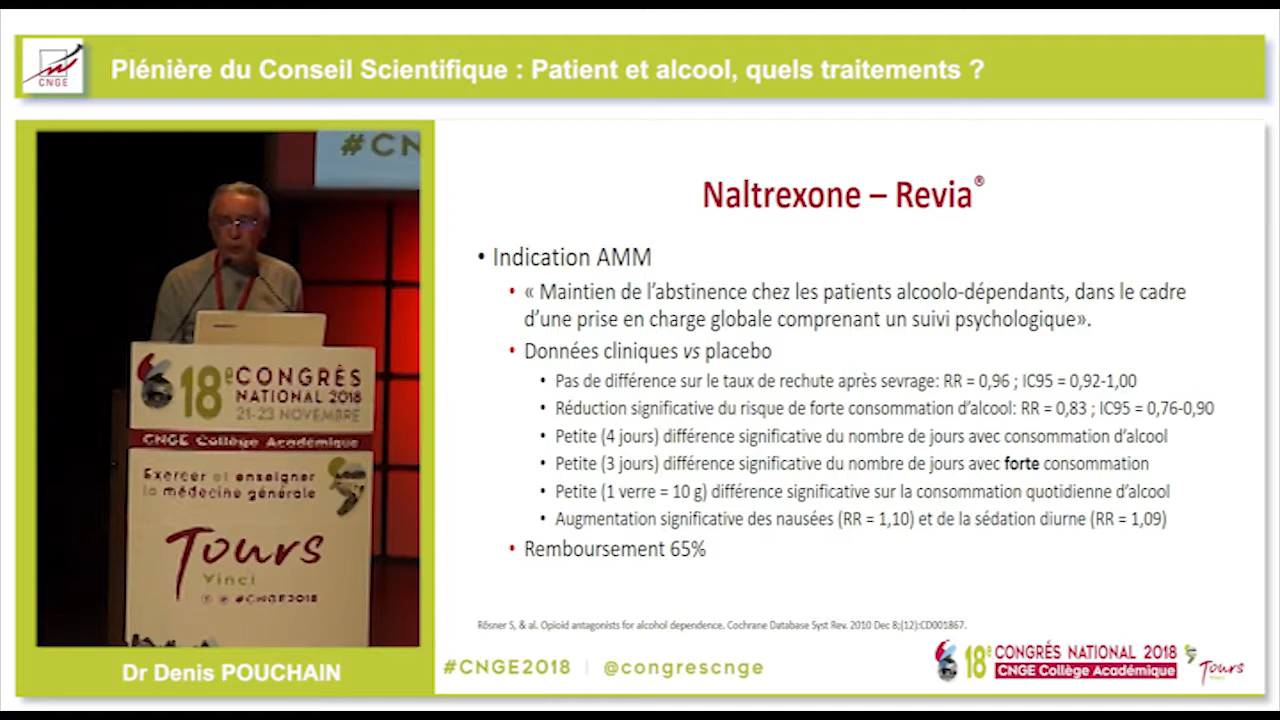 CNGE
Plénière du Conseil Scientifique : Patient et alcool, quels traitements ?
#CN
18e CONGRÈS
NATIONAL 2018
21-23 NOVEMBRE
CNGE Collège Académique
Exercer et enseigner
la médecine générale
Tours
Vinci
#CNGE2018
Dr Denis POUCHAIN
Naltrexone – Revia®
• Indication AMM
• « Maintien de l’abstinence chez les patients alcoolo-dépendants, dans le cadre
d’une prise en charge globale comprenant un suivi psychologique».
• Données cliniques vs placebo
• Pas de différence sur le taux de rechute après sevrage: RR = 0,96 ; IC95 = 0,92-1,00
• Réduction significative du risque de forte consommation d’alcool: RR = 0,83 ; IC95 = 0,76-0,90
• Petite (4 jours) différence significative du nombre de jours avec consommation d’alcool
• Petite (3 jours) différence significative du nombre de jours avec forte consommation
• Petite (1 verre = 10 g) différence significative sur la consommation quotidienne d’alcool
• Augmentation significative des nausées (RR = 1,10) et de la sédation diurne (RR = 1,09)
• Remboursement 65%
Rösner S, & al. Opioid antagonists for alcohol dependence. Cochrane Database Syst Rev. 2010 Dec 8;(12):CD001867.
#CNGE2018 | @congrescnge
18e CONGRÈS NATIONAL 2018
CNGE Collège Académique
Tours
Vinci